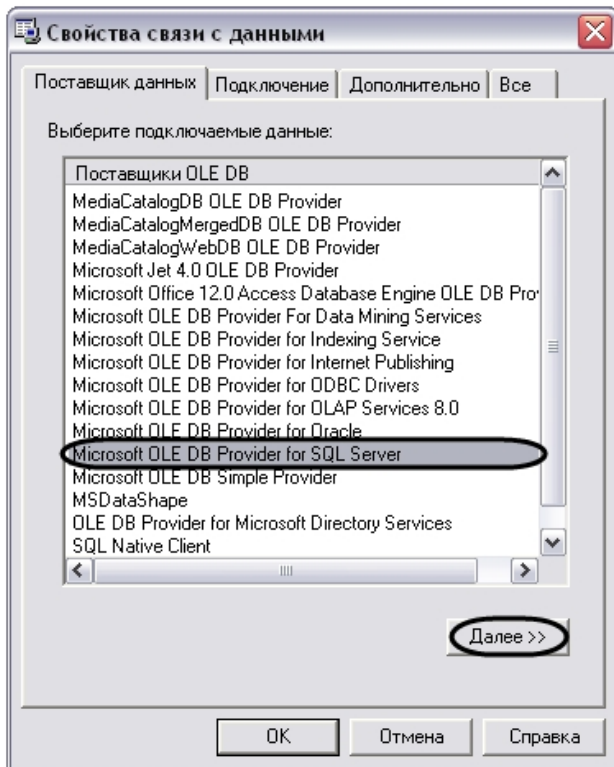 Свойства связи с данными
Поставщик данных
Подключение
Дополнительно
Все
Выберите подключаемые данные:
Поставщики OLE DB
MediaCatalogDB OLE DB Provider
MediaCatalogMergedDB OLE DB Provider
MediaCatalogWebDB OLE DB Provider
Microsoft Jet 4.0 OLE DB Provider
Microsoft Office 12.0 Access Database Engine OLE DB Pro
Microsoft OLE DB Provider For Data Mining Services
Microsoft OLE DB Provider for Indexing Service
Microsoft OLE DB Provider for Internet Publishing
Microsoft OLE DB Provider for ODBC Drivers
Microsoft OLE DB Provider for OLAP Services 8.0
Microsoft OLE DB Provider for Oracle
Microsoft OLE DB Provider for SQL Server
Microsoft OLE DB Simple Provider
MSDataShape
OLE DB Provider for Microsoft Directory Services
SQL Native Client
Далее >>
OK
Отмена
Справка